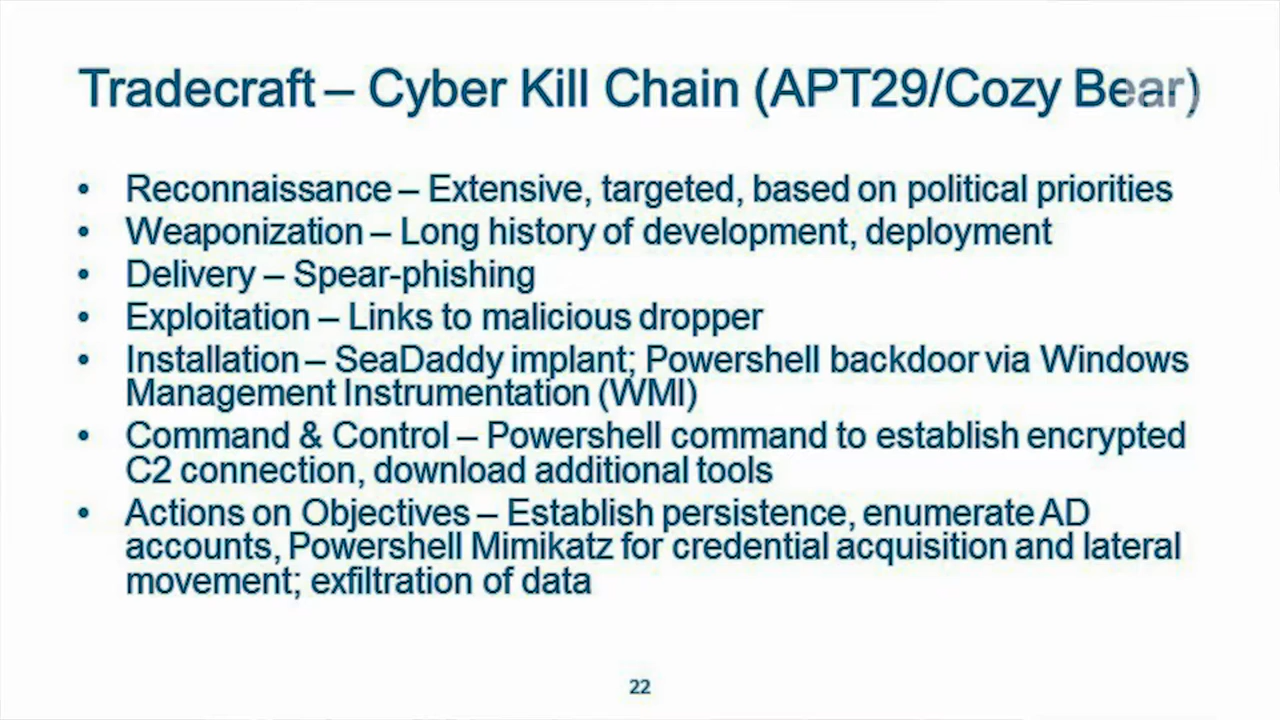 Tradecraft – Cyber Kill Chain (APT29/Cozy Bear)
• Reconnaissance – Extensive, targeted, based on political priorities
• Weaponization – Long history of development, deployment
• Delivery – Spear-phishing
• Exploitation – Links to malicious dropper
• Installation – SeaDaddy implant; Powershell backdoor via Windows
Management Instrumentation (WMI)
• Command & Control – Powershell command to establish encrypted
C2 connection, download additional tools
• Actions on Objectives – Establish persistence, enumerate AD
accounts, Powershell Mimikatz for credential acquisition and lateral
movement; exfiltration of data
22